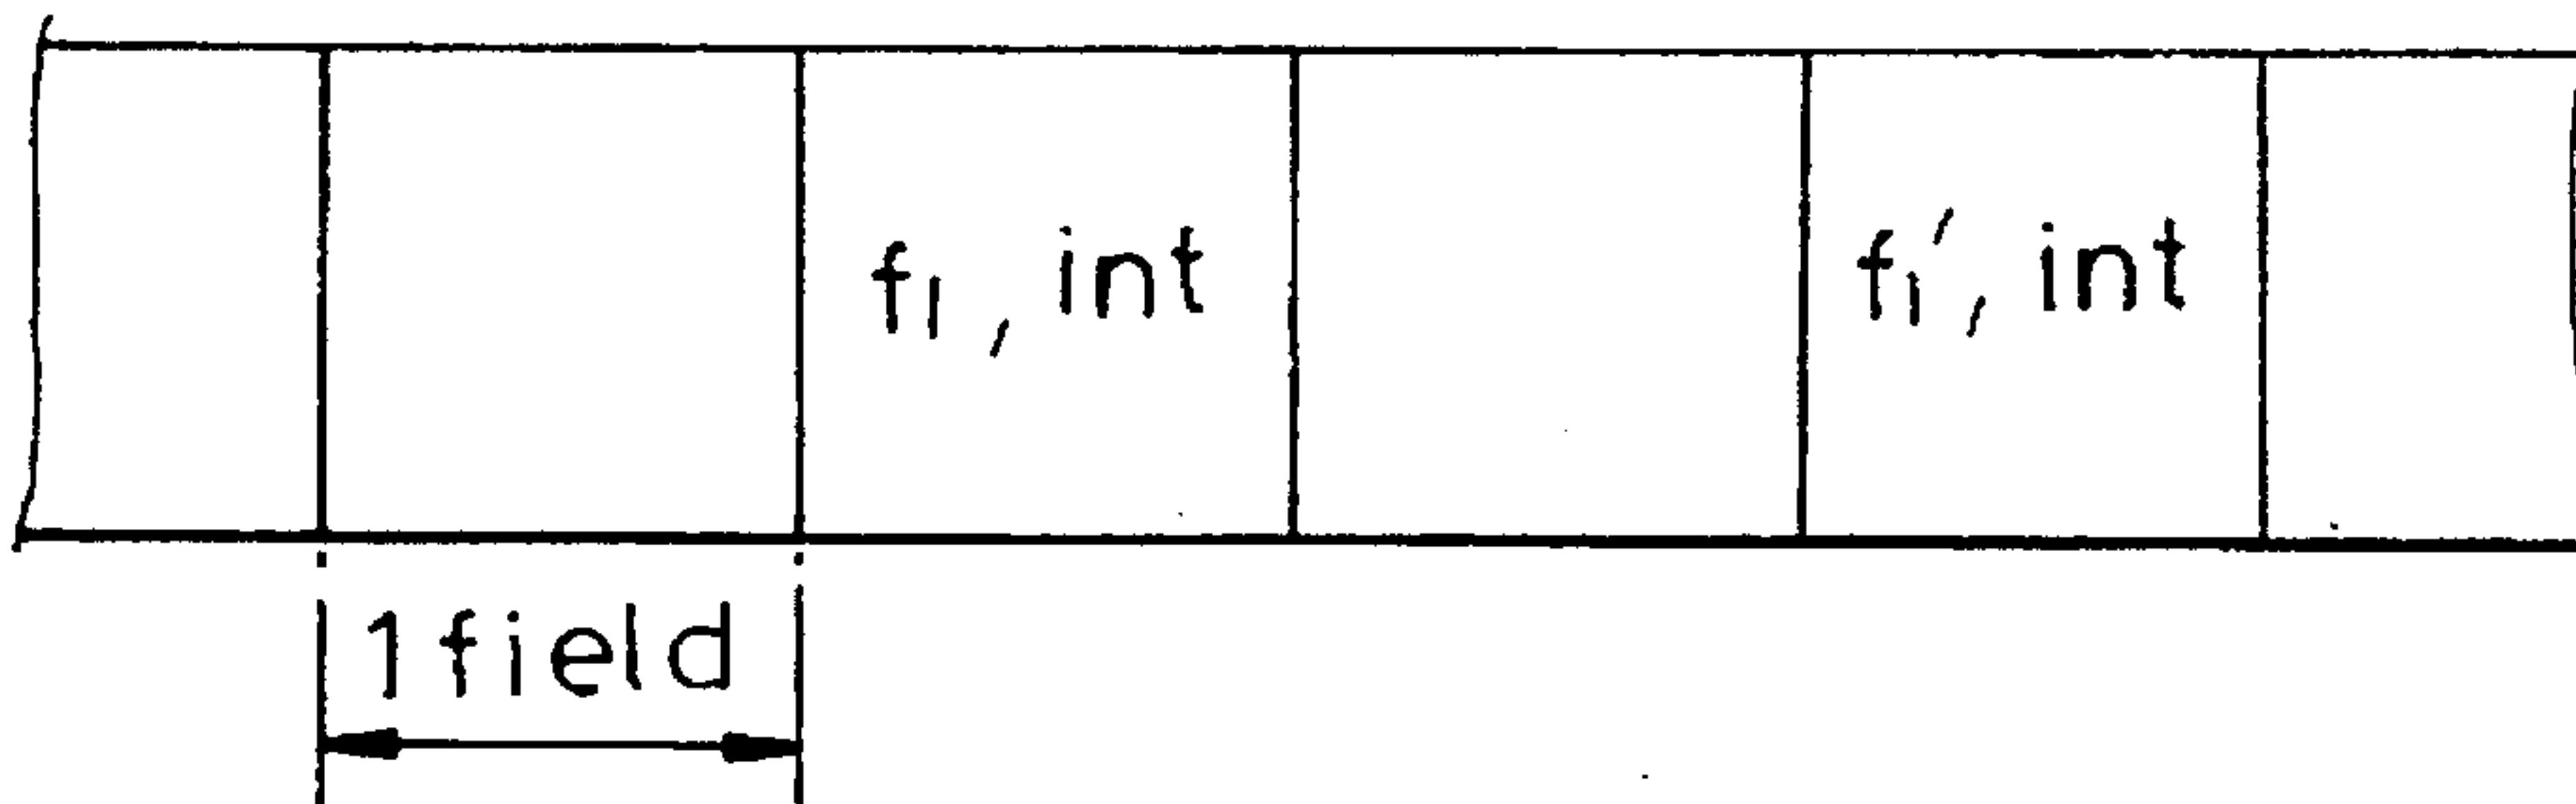 f₁, int
f₁′, int
1 field